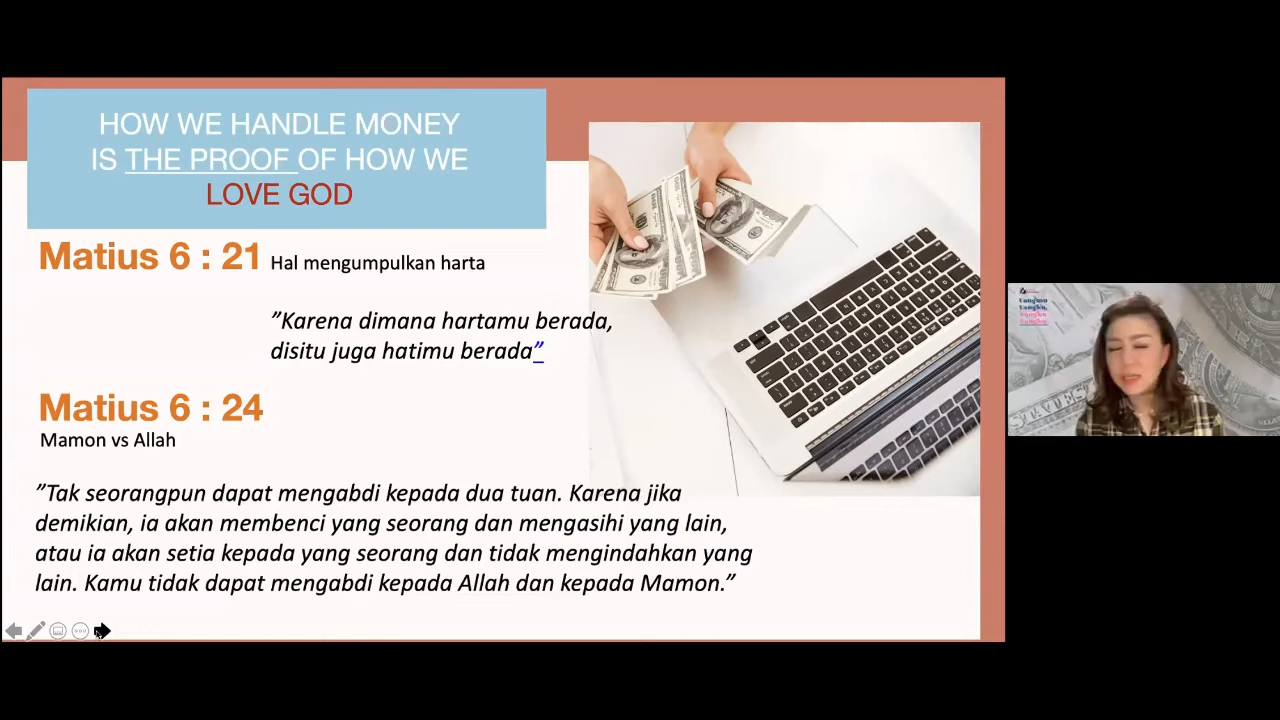 HOW WE HANDLE MONEY
IS THE PROOF OF HOW WE
LOVE GOD
Matius 6 : 21 Hal mengumpulkan harta
”Karena dimana hartamu berada,
disitu juga hatimu berada”
Matius 6 : 24
Mamon vs Allah
”Tak seorangpun dapat mengabdi kepada dua tuan. Karena jika
demikian, ia akan membenci yang seorang dan mengasihi yang lain,
atau ia akan setia kepada yang seorang dan tidak mengindahkan yang
lain. Kamu tidak dapat mengabdi kepada Allah dan kepada Mamon.”